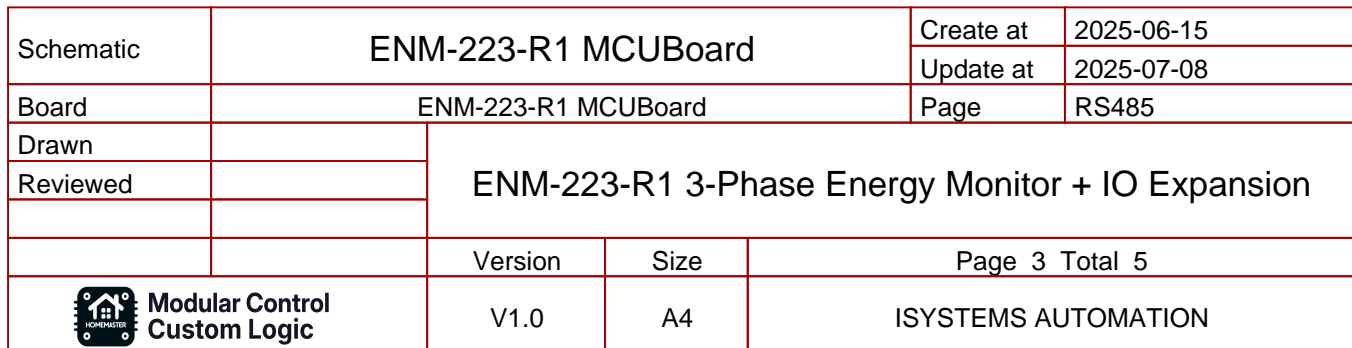 Schematic
ENM-223-R1 MCUBoard
Create at
2025-06-15
Update at
2025-07-08
Board
ENM-223-R1 MCUBoard
Page
RS485
Drawn
Reviewed
ENM-223-R1 3-Phase Energy Monitor + IO Expansion
Version
Size
Page 3 Total 5
HOMEMASTER
Modular Control
Custom Logic
V1.0
A4
ISYSTEMS AUTOMATION